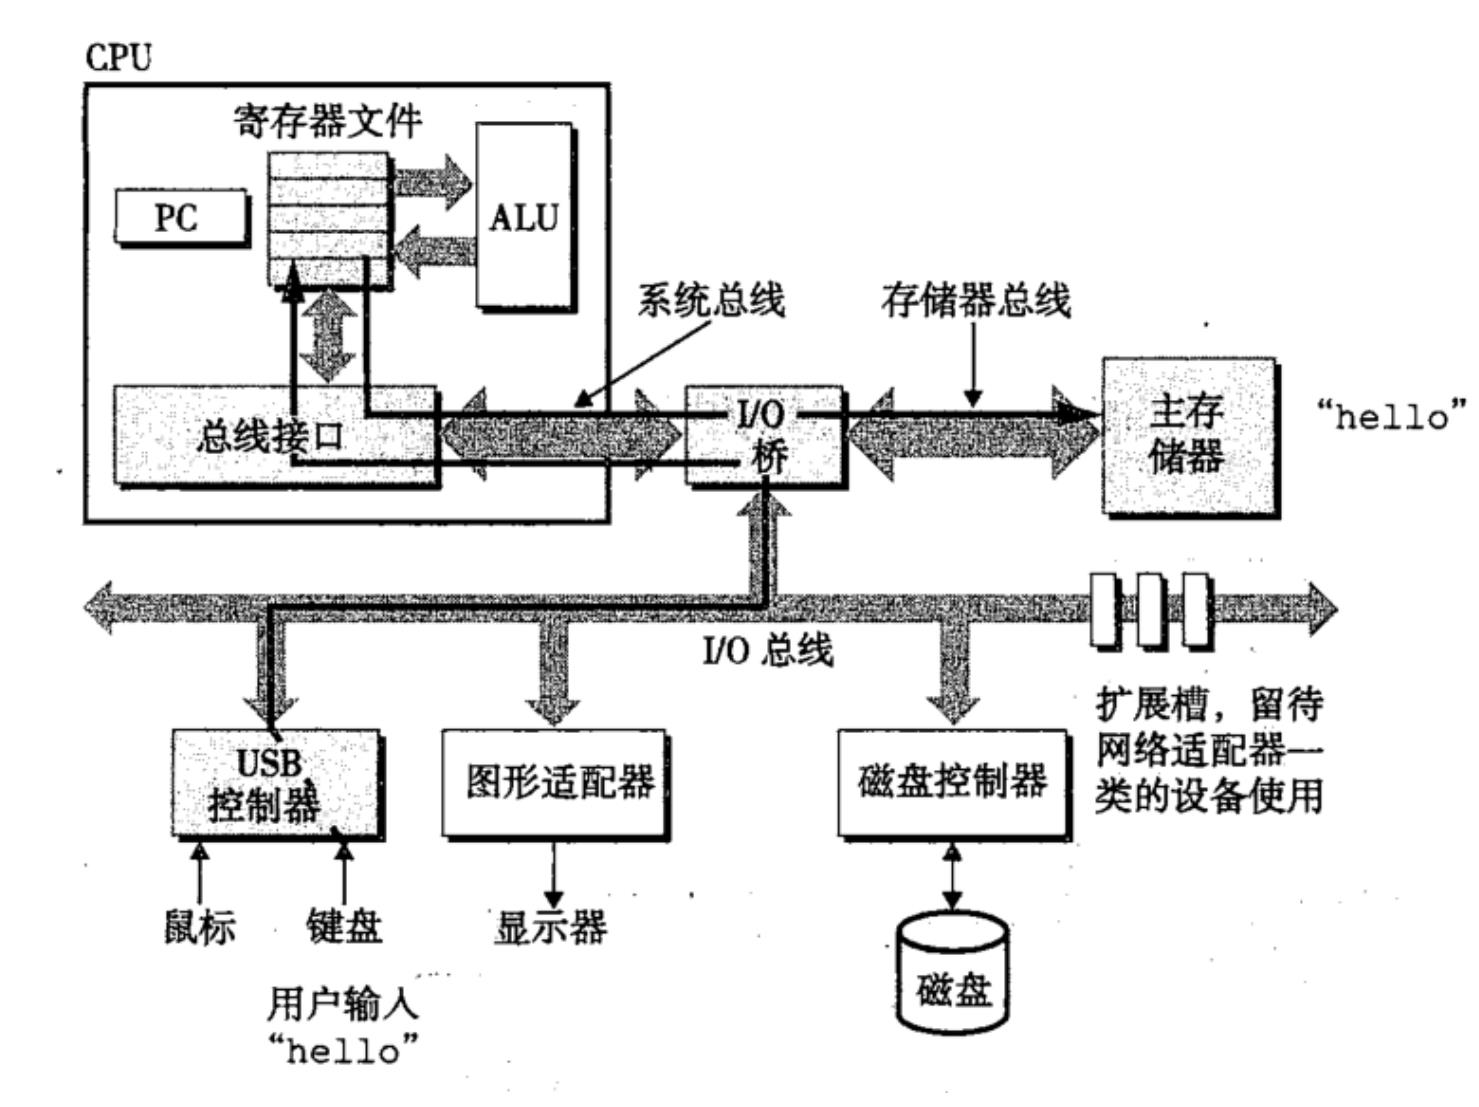 CPU
寄存器文件
PC
ALU
系统总线
存储器总线
总线接口
I/O
桥
主存
储器
“hello”
I/O 总线
扩展槽，留待
网络适配器一
类的设备使用
USB
控制器
图形适配器
磁盘控制器
鼠标
键盘
显示器
磁盘
用户输入
“hello”